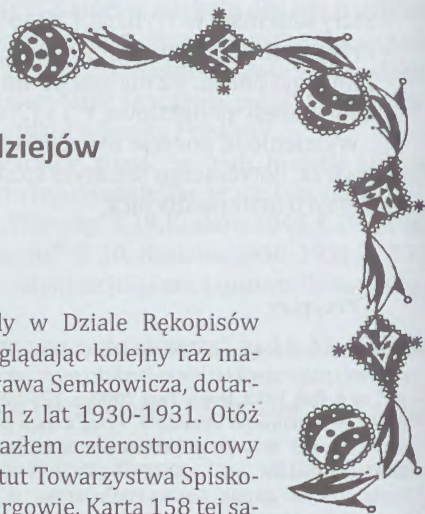 dziejów
dy w Dziale Rękopisów
glądając kolejny raz ma-
ława Semkowicza, dotar-
h z lat 1930-1931. Otóż
azłem czterostronicowy
tut Towarzystwa Spisko-
rgowie. Karta 158 tej sa-